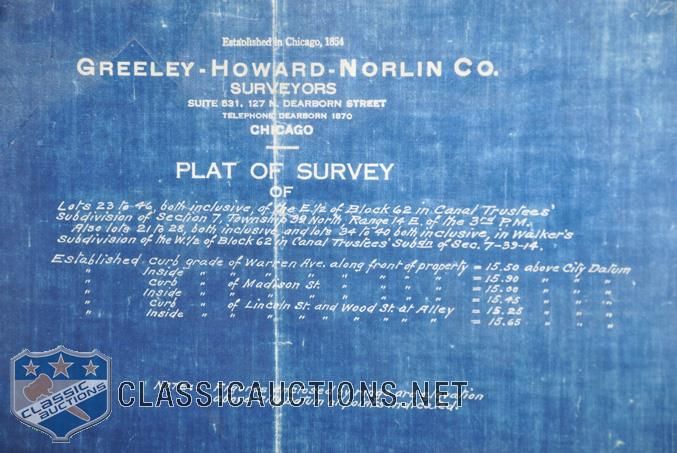 Established in Chicago, 1854
GREELEY-HOWARD-NORLIN CO.
SURVEYORS
SUITE 531, 127 N. DEARBORN STREET
TELEPHONE DEARBORN 1870
CHICAGO
PLAT OF SURVEY
OF
Lots 23 to 46, both inclusive, of the E.1/2 of Block 62 in Canal Trustees'
Subdivision of Section 7, Township 39 North, Range 14 E. of the 3rd P.M.
Also lots 21 to 28, both inclusive, and lots 34 to 40 both inclusive, in Walker's
Subdivision of the W.1/2 of Block 62 in Canal Trustees' Subdn of Sec. 7-39-14.
Established curb grade of Warren Ave. along front of property = 15.50 above City Datum
" Inside " " " " " " " " = 15.90 " " "
" Curb " of Madison St. " " " " = 15.00 " " "
" Inside " " " " " " " " = 15.45 " " "
" Curb " of Lincoln St. and Wood St. at Alley = 15.25 " " "
" Inside " " " " " " " " = 15.65 " " "
Note:
CLASSICAUCTIONS.NET
CLASSIC
AUCTIONS